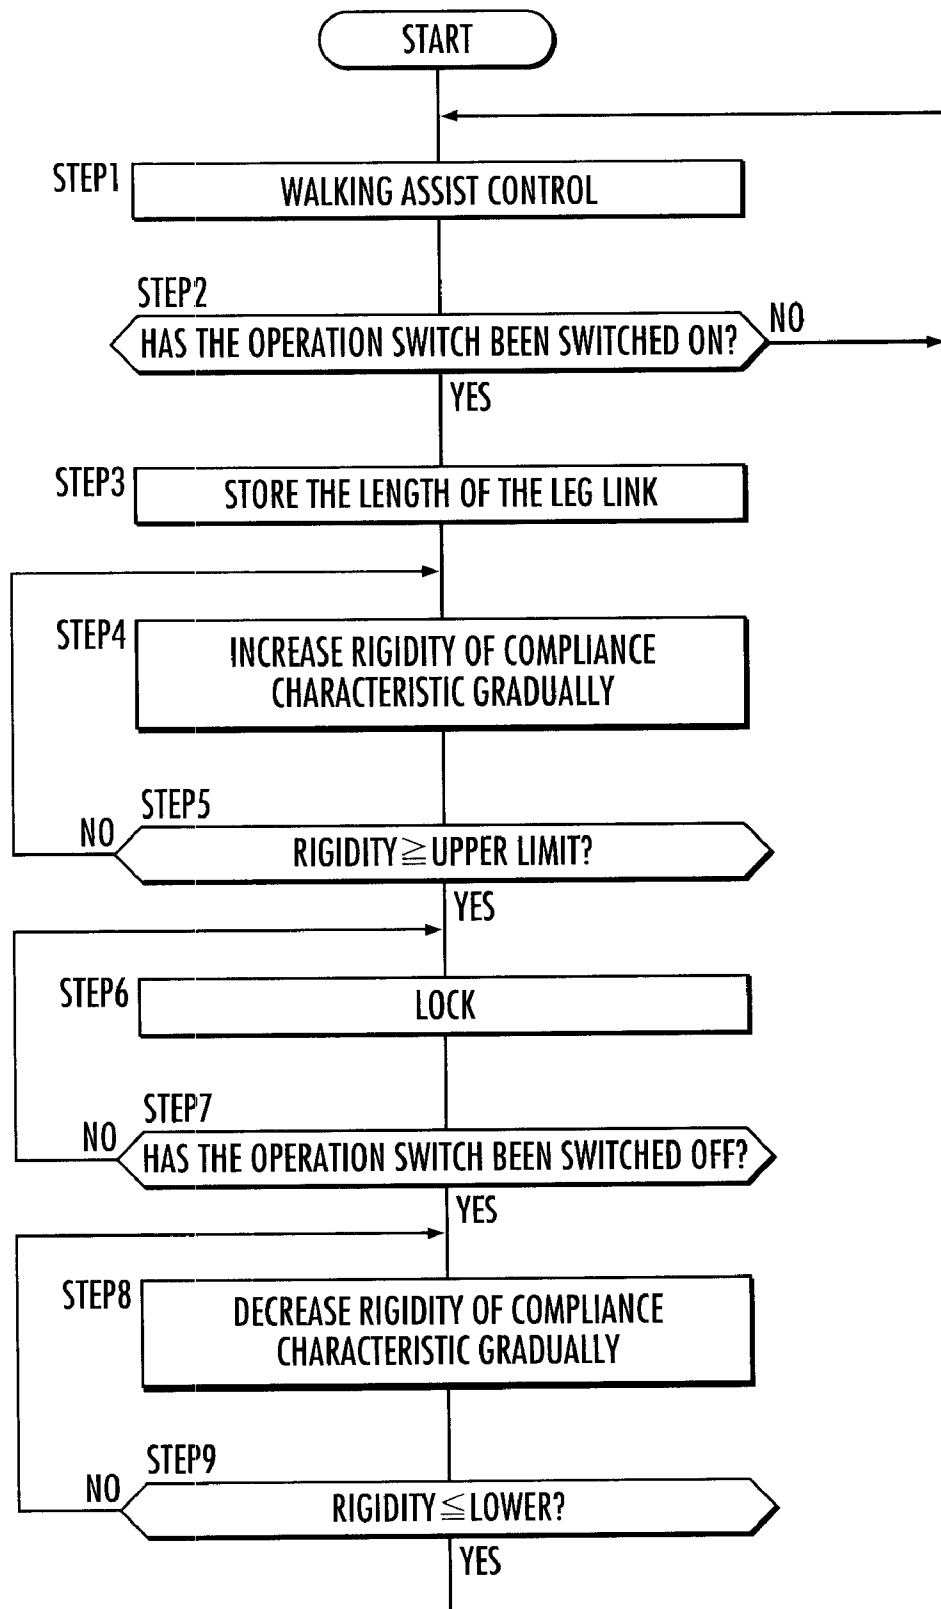 START
STEP1
WALKING ASSIST CONTROL
STEP2
HAS THE OPERATION SWITCH BEEN SWITCHED ON?
NO
YES
STEP3
STORE THE LENGTH OF THE LEG LINK
STEP4
INCREASE RIGIDITY OF COMPLIANCE
CHARACTERISTIC GRADUALLY
STEP5
NO
RIGIDITY≧UPPER LIMIT?
YES
STEP6
LOCK
STEP7
NO
HAS THE OPERATION SWITCH BEEN SWITCHED OFF?
YES
STEP8
DECREASE RIGIDITY OF COMPLIANCE
CHARACTERISTIC GRADUALLY
STEP9
NO
RIGIDITY≦LOWER?
YES